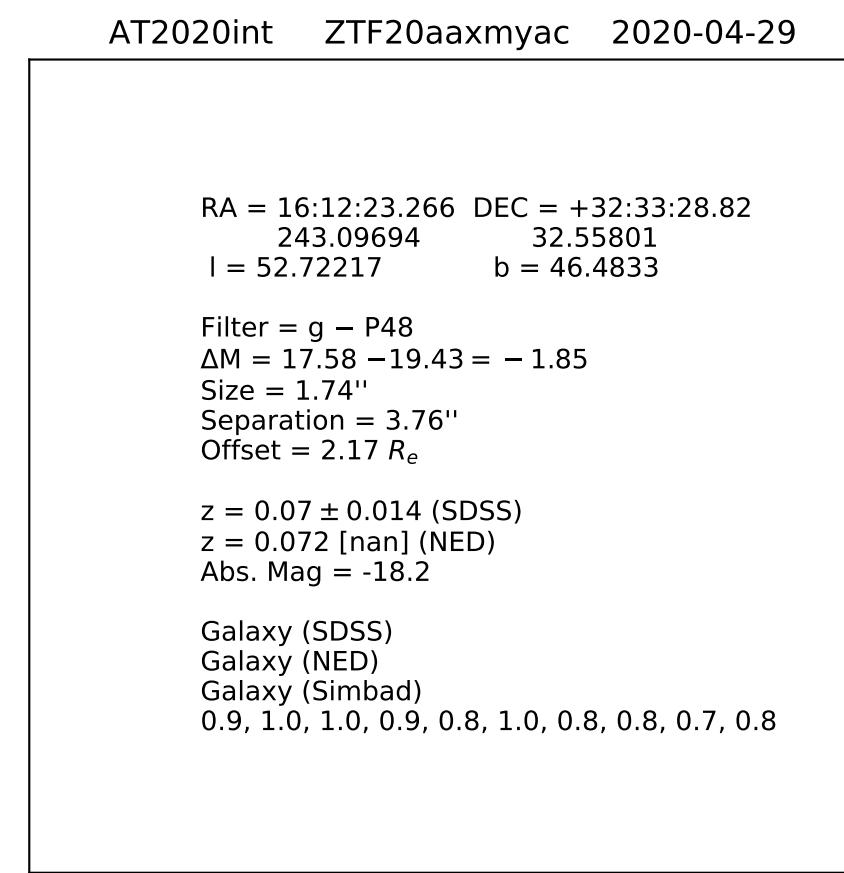 AT2020int ZTF20aaxmyac 2020-04-29
RA = 16:12:23.266 DEC = +32:33:28.82
243.09694 32.55801
l = 52.72217 b = 46.4833
Filter = g − P48
ΔM = 17.58 −19.43 = − 1.85
Size = 1.74''
Separation = 3.76''
Offset = 2.17 Re
z = 0.07 ± 0.014 (SDSS)
z = 0.072 [nan] (NED)
Abs. Mag = -18.2
Galaxy (SDSS)
Galaxy (NED)
Galaxy (Simbad)
0.9, 1.0, 1.0, 0.9, 0.8, 1.0, 0.8, 0.8, 0.7, 0.8